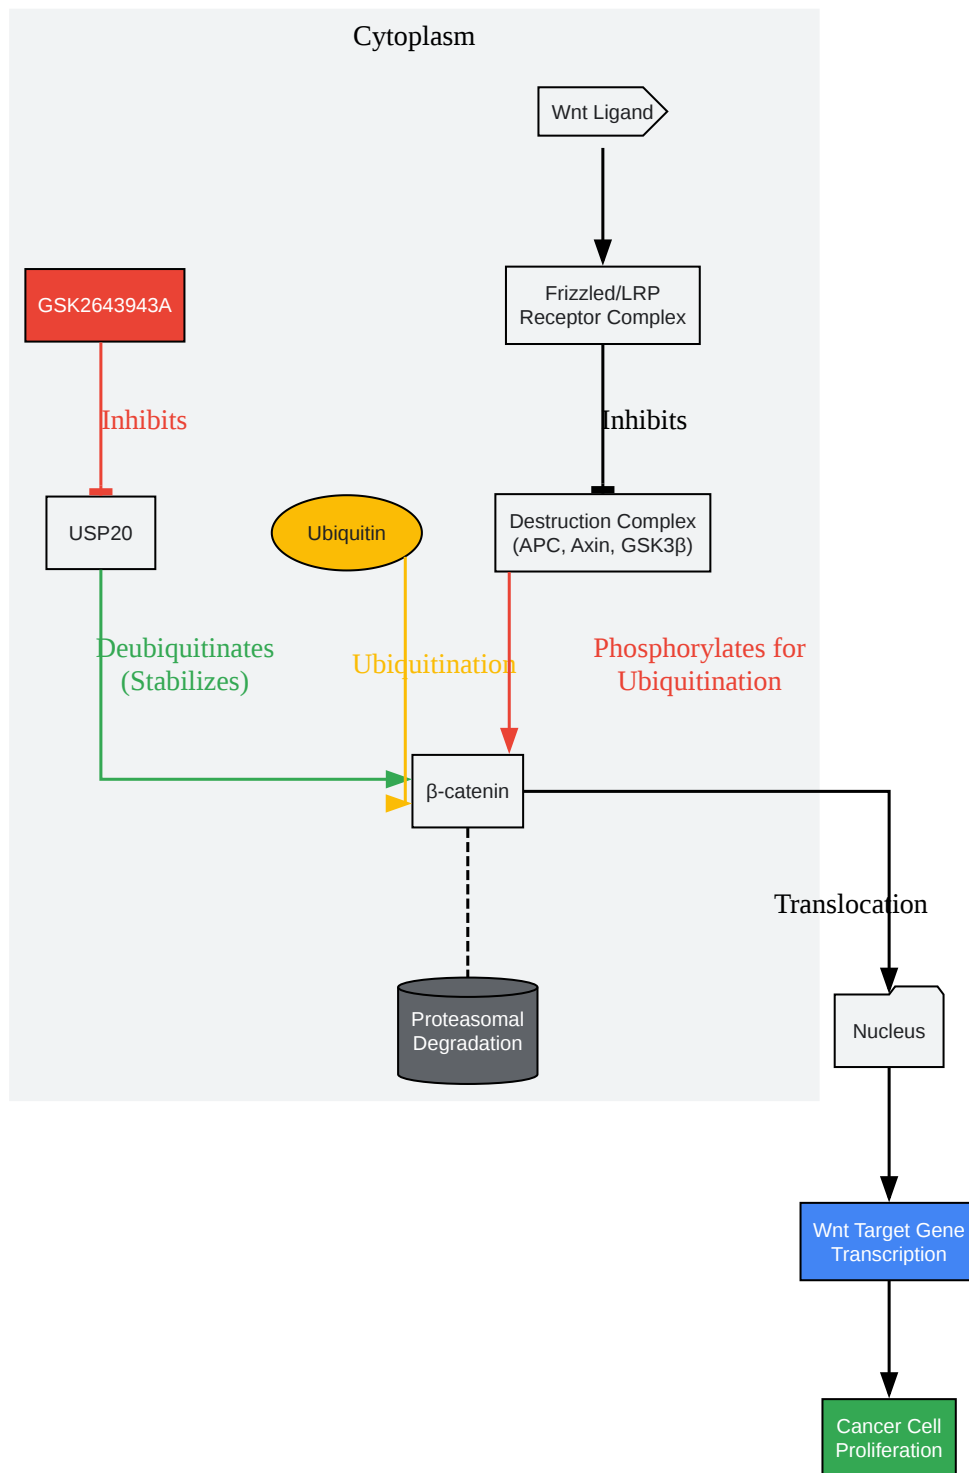 Cytoplasm
Wnt Ligand
GSK2643943A
Frizzled/LRP
Receptor Complex
Inhibits
Inhibits
USP20
Ubiquitin
Destruction Complex
(APC, Axin, GSK3β)
Deubiquitinates
(Stabilizes)
Ubiquitination
Phosphorylates for
Ubiquitination
β-catenin
Translocation
Proteasomal
Degradation
Nucleus
Wnt Target Gene
Transcription
Cancer Cell
Proliferation